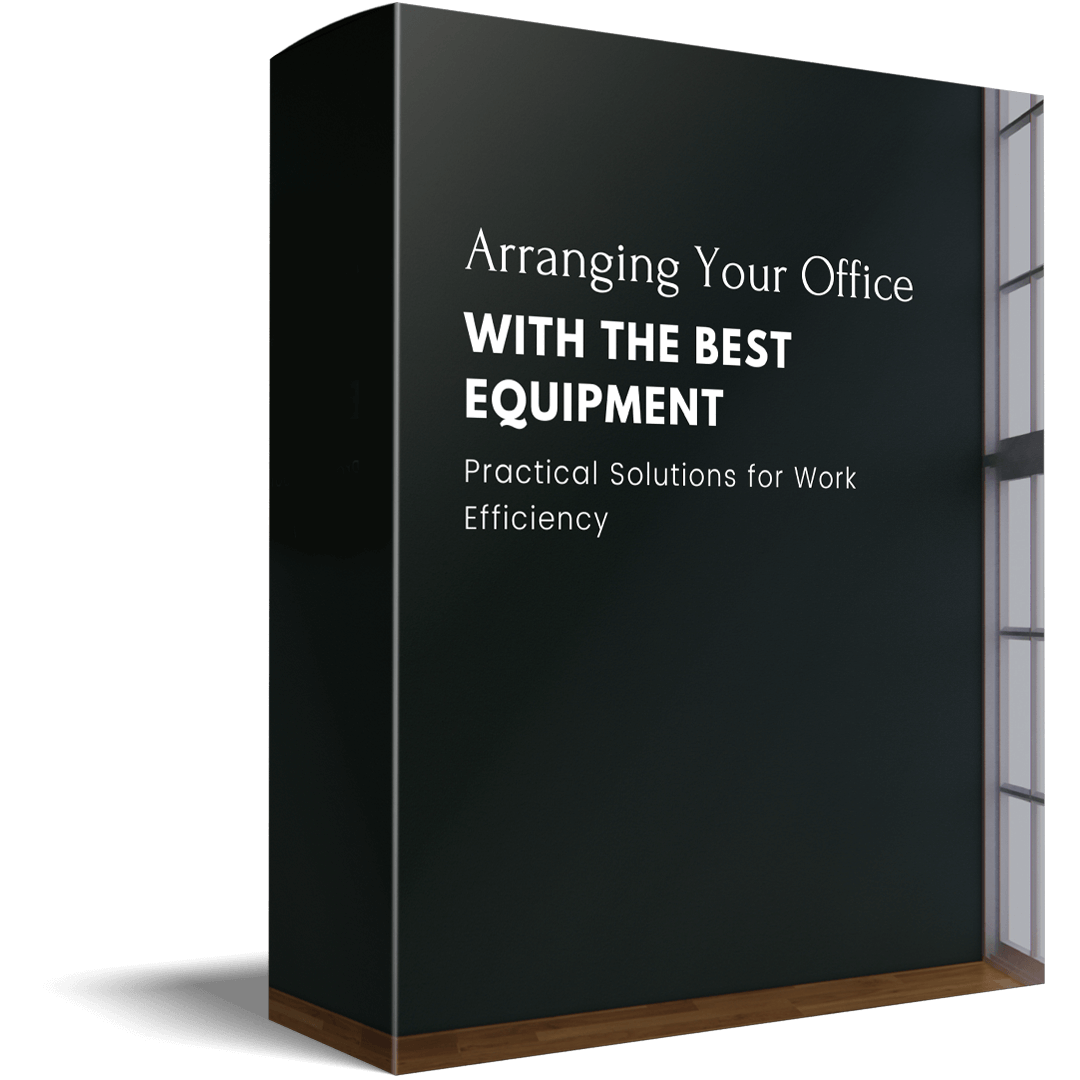 Arranging Your Office
WITH THE BEST
EQUIPMENT
Practical Solutions for Work
Efficiency